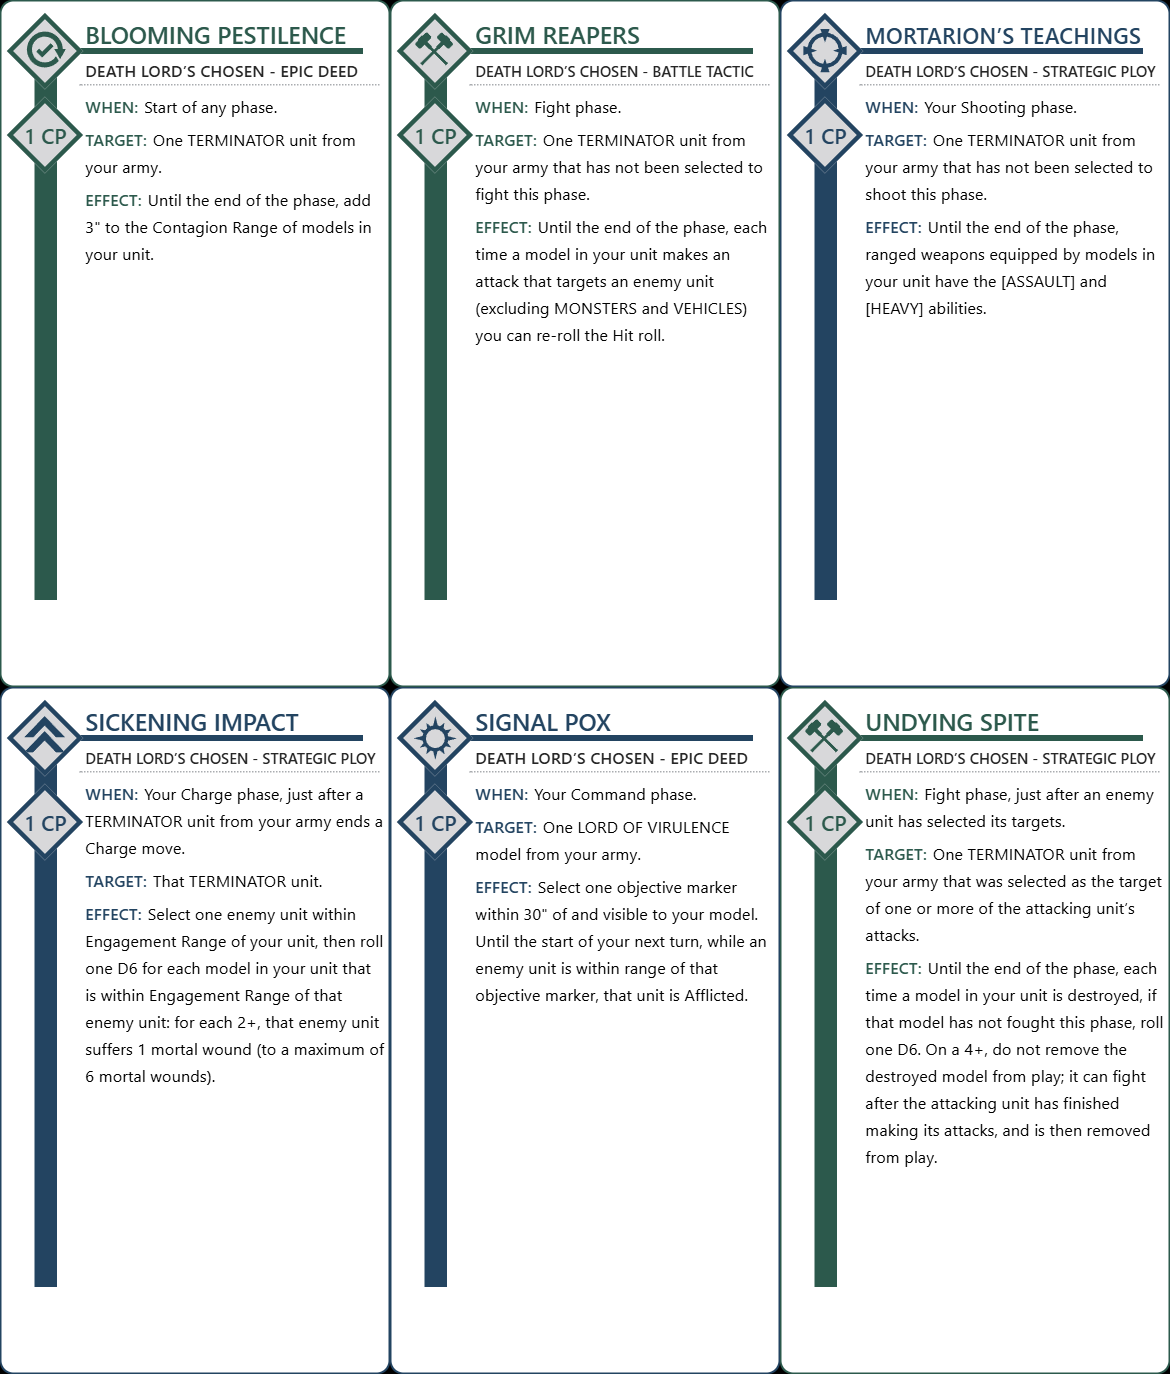 BLOOMING PESTILENCE
DEATH LORD’S CHOSEN - EPIC DEED
1 CP
WHEN: Start of any phase.
TARGET: One TERMINATOR unit from
your army.
EFFECT: Until the end of the phase, add
3" to the Contagion Range of models in
your unit.
GRIM REAPERS
DEATH LORD’S CHOSEN - BATTLE TACTIC
1 CP
WHEN: Fight phase.
TARGET: One TERMINATOR unit from
your army that has not been selected to
fight this phase.
EFFECT: Until the end of the phase, each
time a model in your unit makes an
attack that targets an enemy unit
(excluding MONSTERS and VEHICLES)
you can re-roll the Hit roll.
MORTARION’S TEACHINGS
DEATH LORD’S CHOSEN - STRATEGIC PLOY
1 CP
WHEN: Your Shooting phase.
TARGET: One TERMINATOR unit from
your army that has not been selected to
shoot this phase.
EFFECT: Until the end of the phase,
ranged weapons equipped by models in
your unit have the [ASSAULT] and
[HEAVY] abilities.
SICKENING IMPACT
DEATH LORD’S CHOSEN - STRATEGIC PLOY
1 CP
WHEN: Your Charge phase, just after a
TERMINATOR unit from your army ends a
Charge move.
TARGET: That TERMINATOR unit.
EFFECT: Select one enemy unit within
Engagement Range of your unit, then roll
one D6 for each model in your unit that
is within Engagement Range of that
enemy unit: for each 2+, that enemy unit
suffers 1 mortal wound (to a maximum of
6 mortal wounds).
SIGNAL POX
DEATH LORD’S CHOSEN - EPIC DEED
1 CP
WHEN: Your Command phase.
TARGET: One LORD OF VIRULENCE
model from your army.
EFFECT: Select one objective marker
within 30" of and visible to your model.
Until the start of your next turn, while an
enemy unit is within range of that
objective marker, that unit is Afflicted.
UNDYING SPITE
DEATH LORD’S CHOSEN - STRATEGIC PLOY
1 CP
WHEN: Fight phase, just after an enemy
unit has selected its targets.
TARGET: One TERMINATOR unit from
your army that was selected as the target
of one or more of the attacking unit’s
attacks.
EFFECT: Until the end of the phase, each
time a model in your unit is destroyed, if
that model has not fought this phase, roll
one D6. On a 4+, do not remove the
destroyed model from play; it can fight
after the attacking unit has finished
making its attacks, and is then removed
from play.